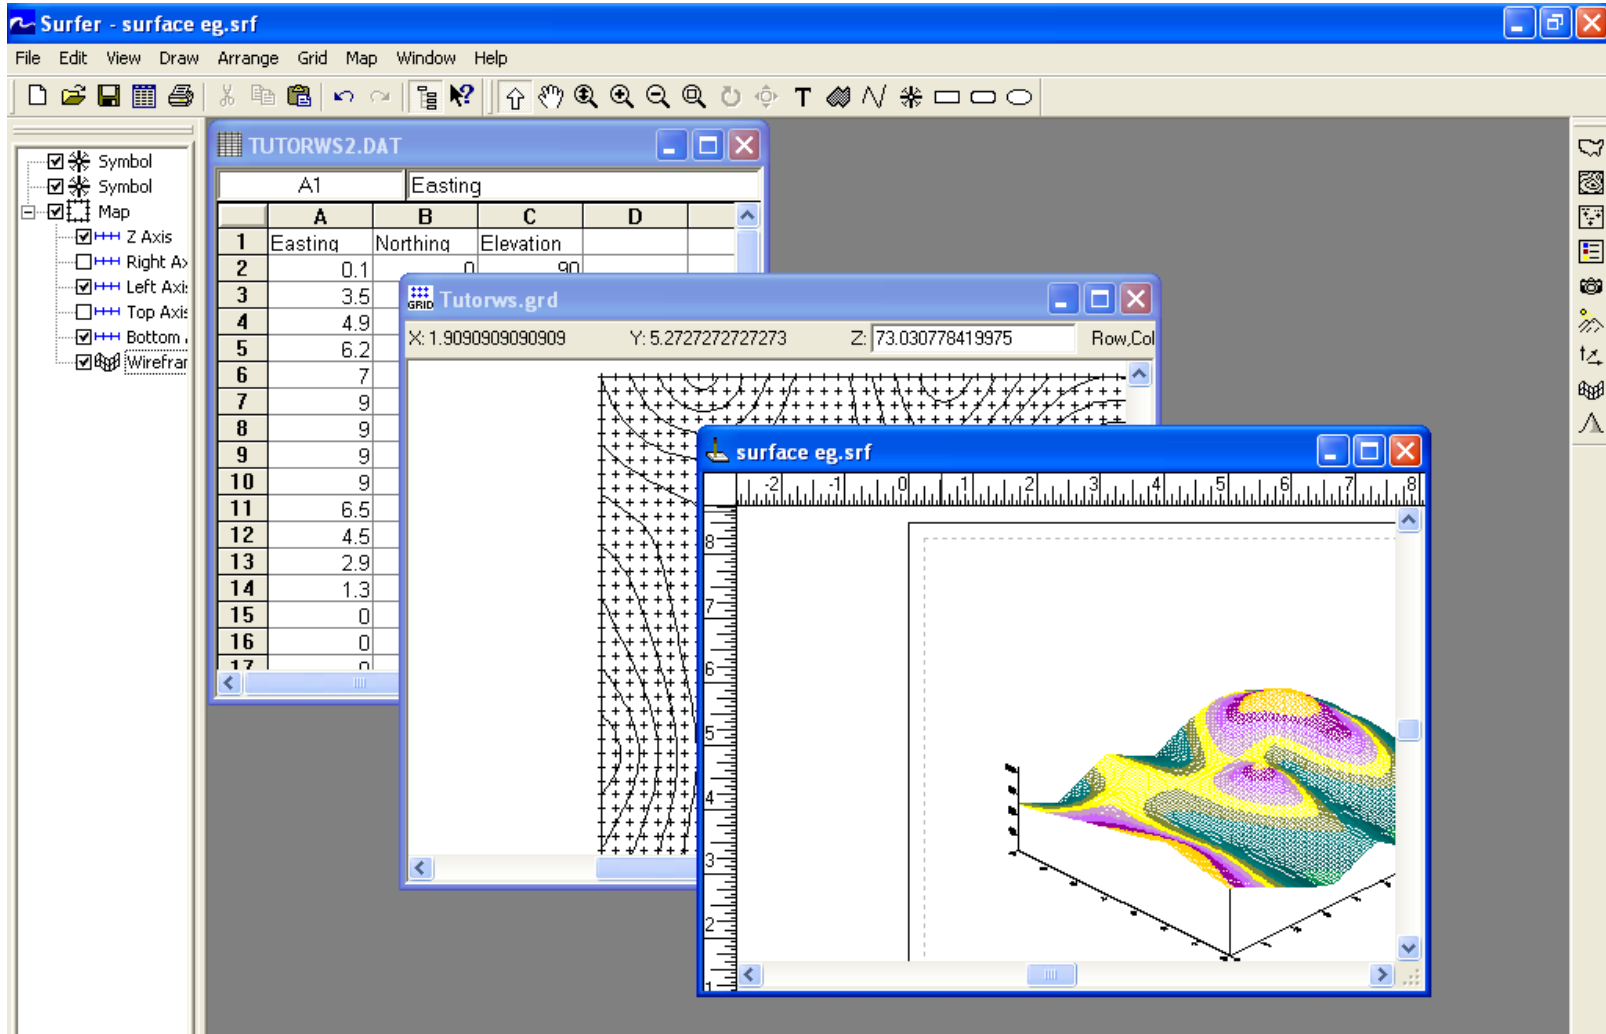 Surfer - surface eg.srf
File Edit View Draw Arrange Grid Map Window Help
Symbol
Symbol
Map
Z Axis
Right Ax
Left Axi
Top Axis
Bottom
Wirefrar
TUTORWS2.DAT
A1 Easting
A B C D
1 Easting Northing Elevation
2 0.1 0 90
3 3.5
4 4.9
5 6.2
6 7
7 9
8 9
9 9
10 9
11 6.5
12 4.5
13 2.9
14 1.3
15 0
16 0
17 0
GRID Tutorws.grd
X: 1.9090909090909 Y: 5.2727272727273 Z: 73.030778419975 Row,Col
surface eg.srf
-2 -1 0 1 2 3 4 5 6 7 8
8
7
6
5
4
3
2
1